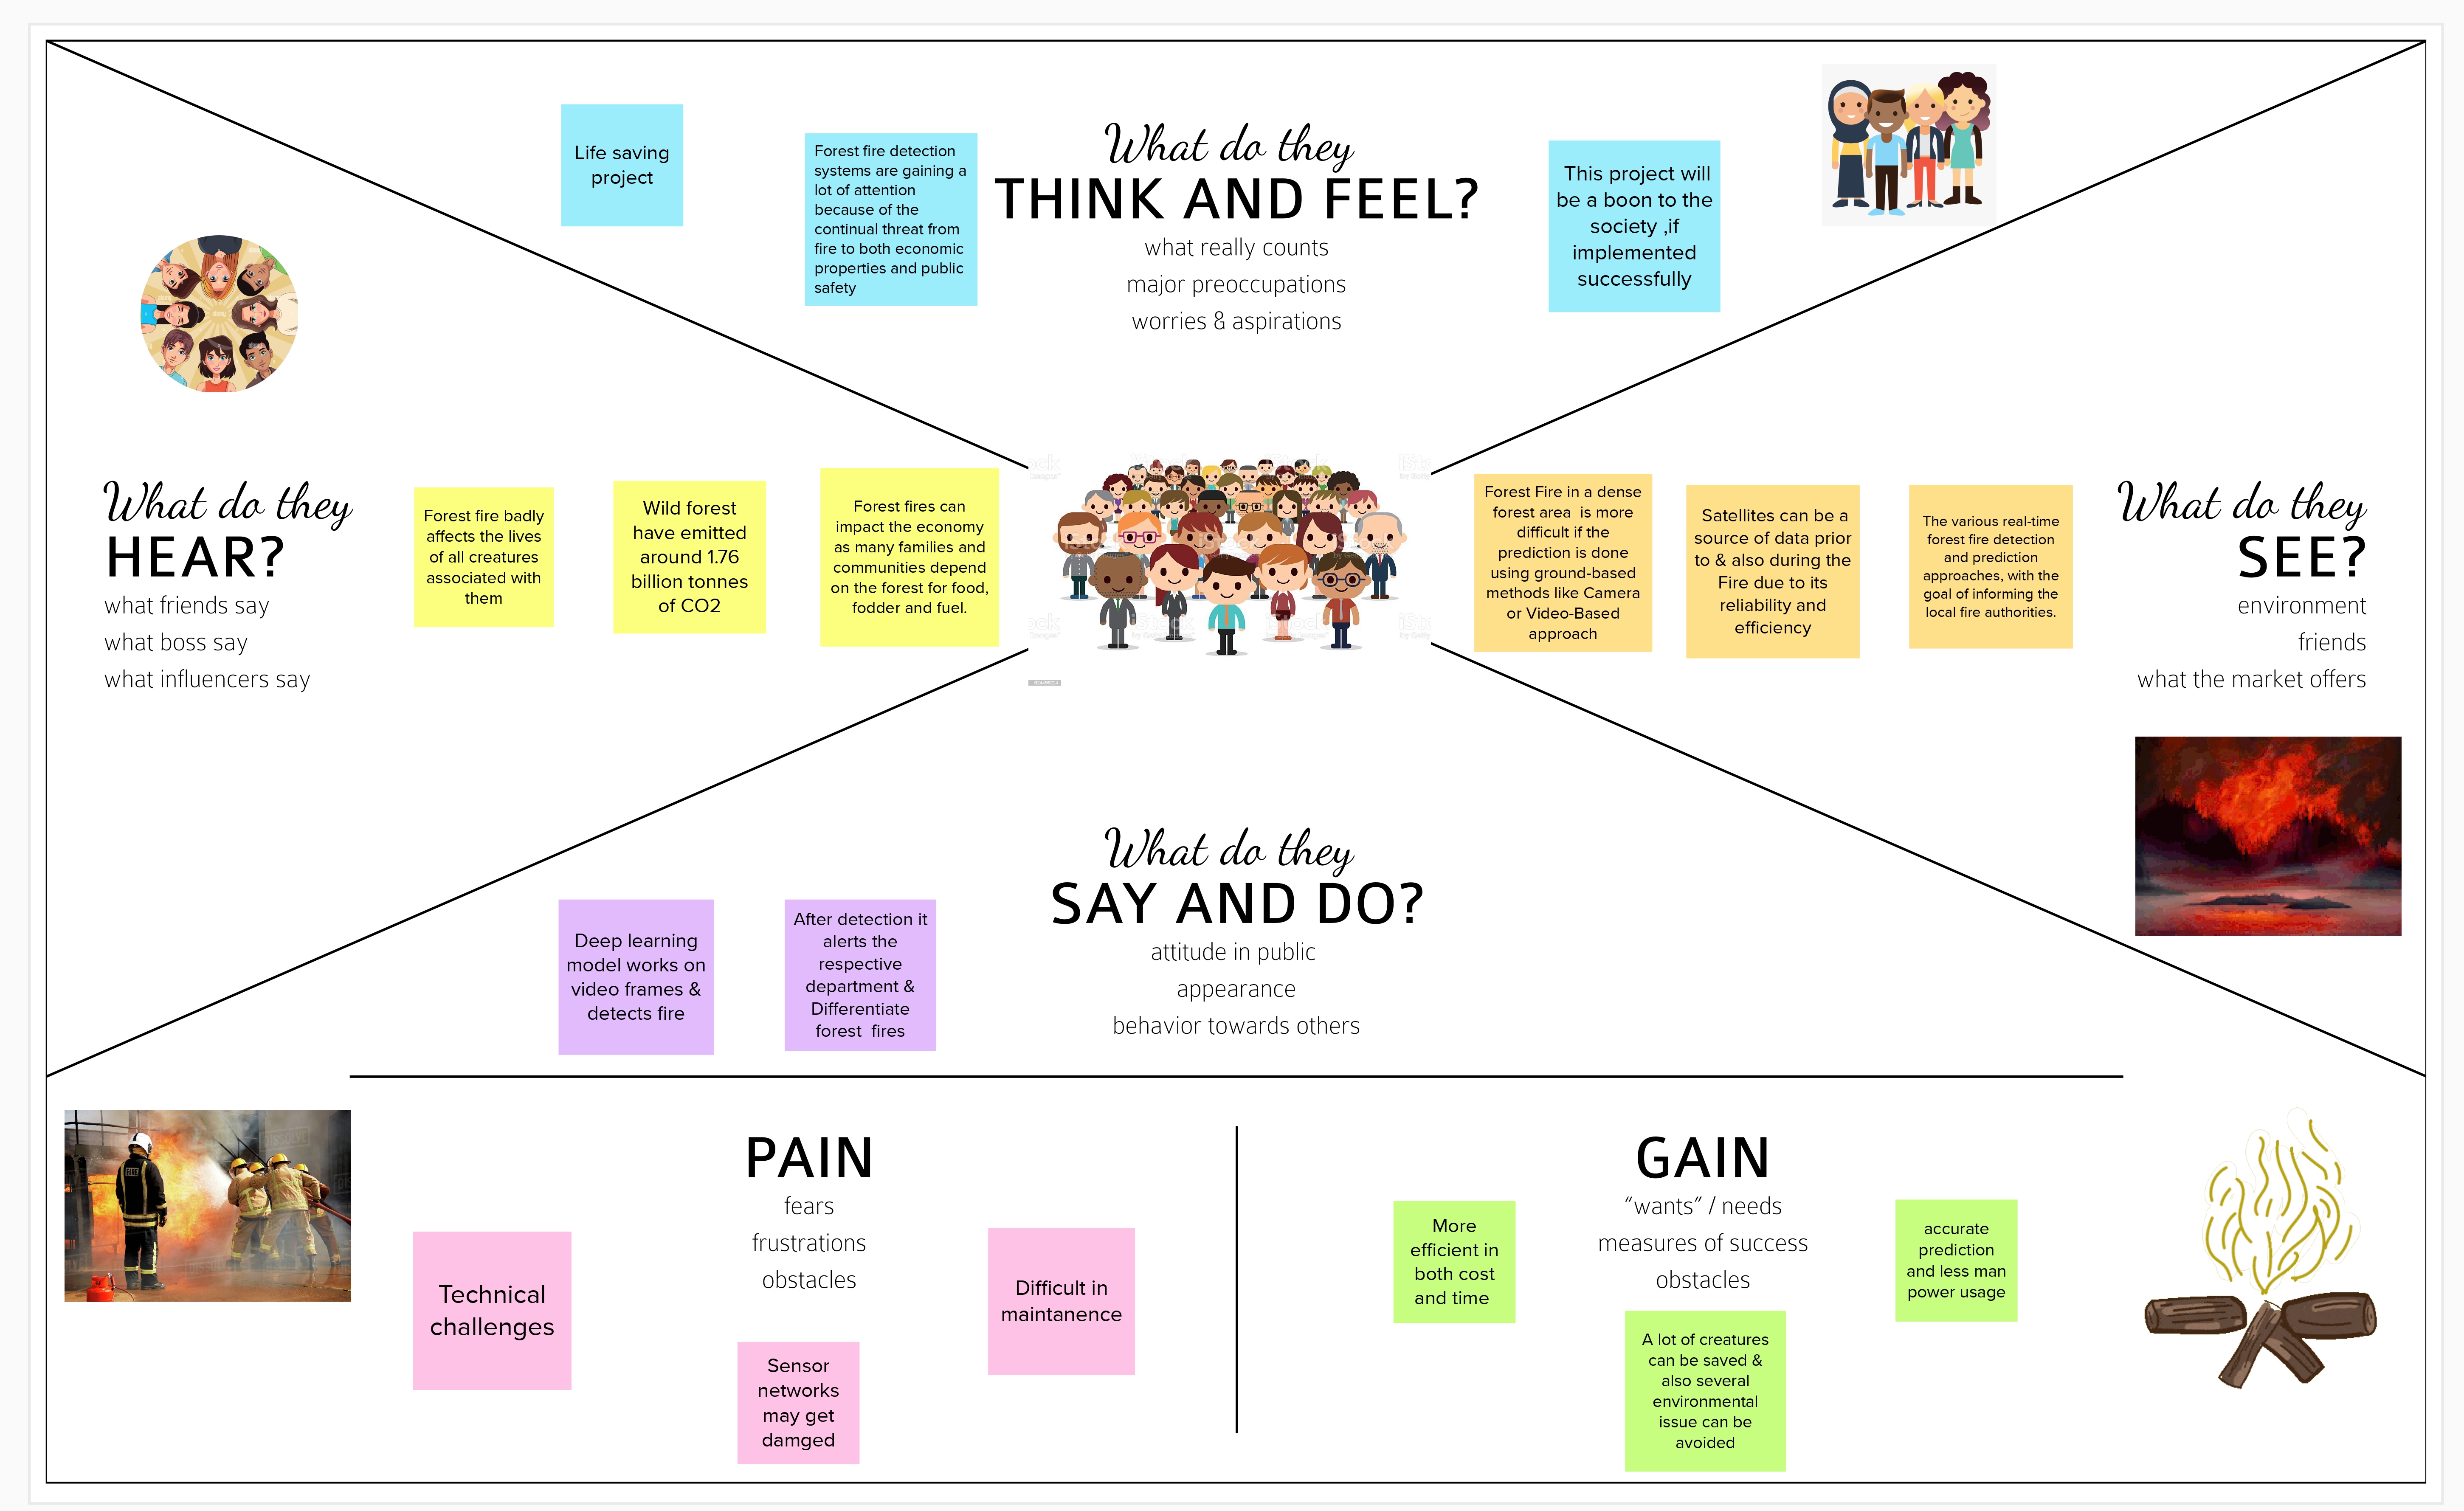 What do they
THINK AND FEEL?
what really counts
major preoccupations
worries & aspirations
Life saving
project
Forest fire detection
systems are gaining a
lot of attention
because of the
continual threat from
fire to both economic
properties and public
safety
This project will
be a boon to the
society ,if
implemented
successfully
What do they
HEAR?
what friends say
what boss say
what influencers say
Forest fire badly
affects the lives
of all creatures
associated with
them
Wild forest
have emitted
around 1.76
billion tonnes
of CO2
Forest fires can
impact the economy
as many families and
communities depend
on the forest for food,
fodder and fuel.
Forest Fire in a dense
forest area is more
difficult if the
prediction is done
using ground-based
methods like Camera
or Video-Based
approach
Satellites can be a
source of data prior
to & also during the
Fire due to its
reliability and
efficiency
The various real-time
forest fire detection
and prediction
approaches, with the
goal of informing the
local fire authorities.
What do they
SEE?
environment
friends
what the market offers
What do they
SAY AND DO?
attitude in public
appearance
behavior towards others
Deep learning
model works on
video frames &
detects fire
After detection it
alerts the
respective
department &
Differentiate
forest fires
PAIN
fears
frustrations
obstacles
Technical
challenges
Sensor
networks
may get
damged
Difficult in
maintanence
GAIN
“wants” / needs
measures of success
obstacles
More
efficient in
both cost
and time
A lot of creatures
can be saved &
also several
environmental
issue can be
avoided
accurate
prediction
and less man
power usage